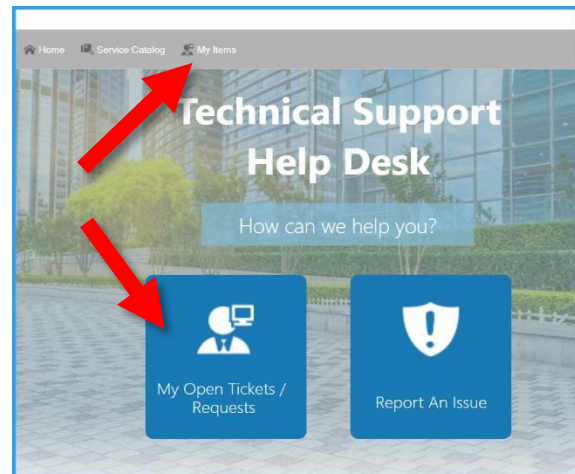 Home Service Catalog My Items
Technical Support
Help Desk
How can we help you?
My Open Tickets /
Requests
Report An Issue